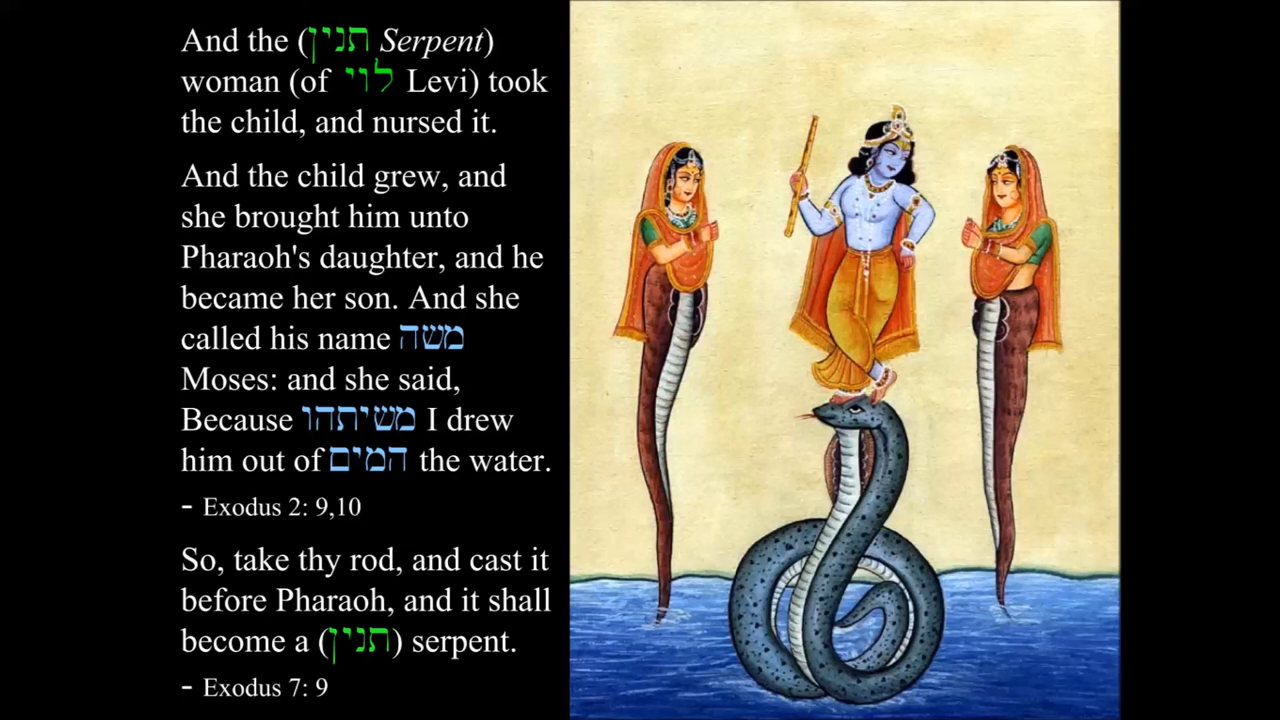 And the (תנין Serpent)
woman (of לוי Levi) took
the child, and nursed it.
And the child grew, and
she brought him unto
Pharaoh's daughter, and he
became her son. And she
called his name משה
Moses: and she said,
Because משיתהו I drew
him out of המים the water.
- Exodus 2: 9,10
So, take thy rod, and cast it
before Pharaoh, and it shall
become a (תנין) serpent.
- Exodus 7: 9